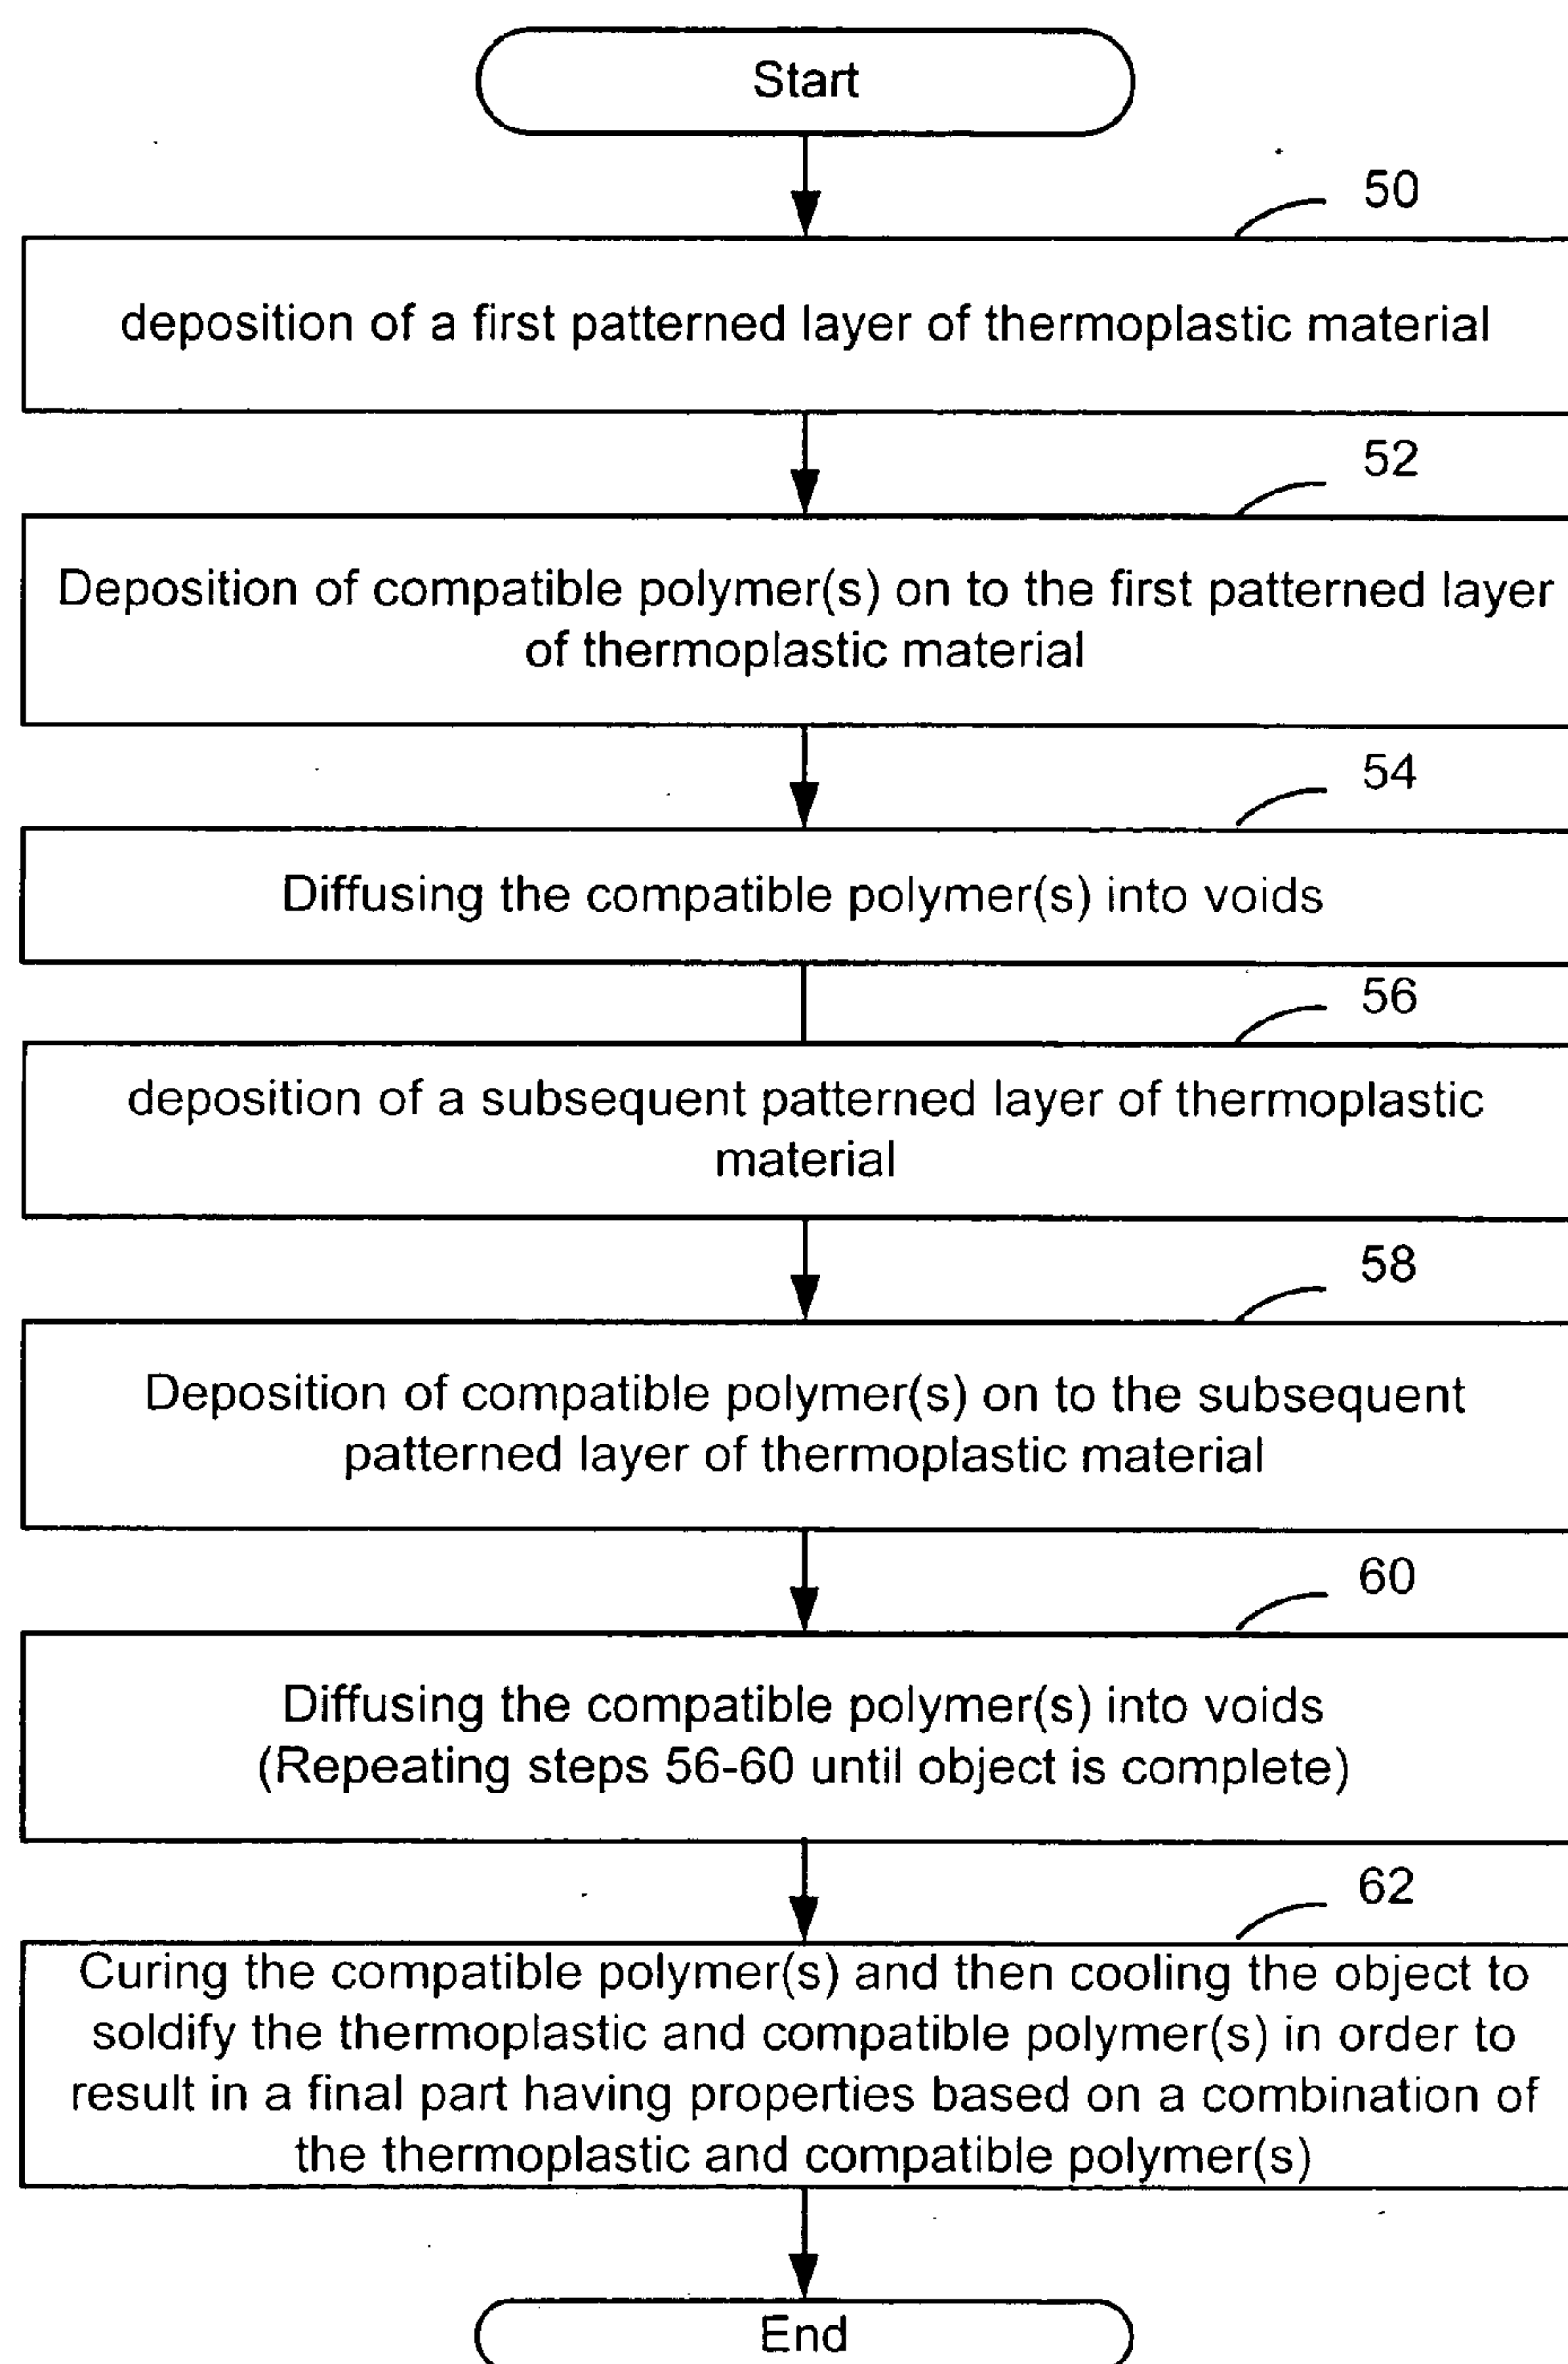 Start
50
deposition of a first patterned layer of thermoplastic material
52
Deposition of compatible polymer(s) on to the first patterned layer
of thermoplastic material
54
Diffusing the compatible polymer(s) into voids
56
deposition of a subsequent patterned layer of thermoplastic
material
58
Deposition of compatible polymer(s) on to the subsequent
patterned layer of thermoplastic material
60
Diffusing the compatible polymer(s) into voids
(Repeating steps 56-60 until object is complete)
62
Curing the compatible polymer(s) and then cooling the object to
soldify the thermoplastic and compatible polymer(s) in order to
result in a final part having properties based on a combination of
the thermoplastic and compatible polymer(s)
End